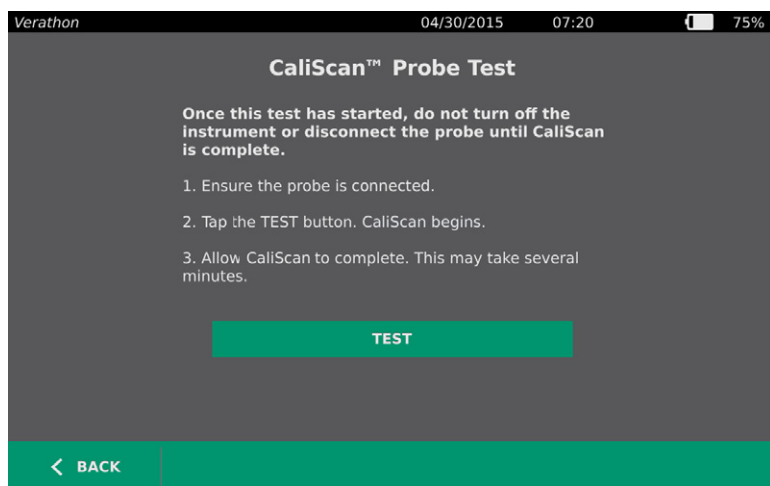 Verathon 04/30/2015 07:20 75%
CaliScan™ Probe Test
Once this test has started, do not turn off the
instrument or disconnect the probe until CaliScan
is complete.
1. Ensure the probe is connected.
2. Tap the TEST button. CaliScan begins.
3. Allow CaliScan to complete. This may take several
minutes.
TEST
BACK